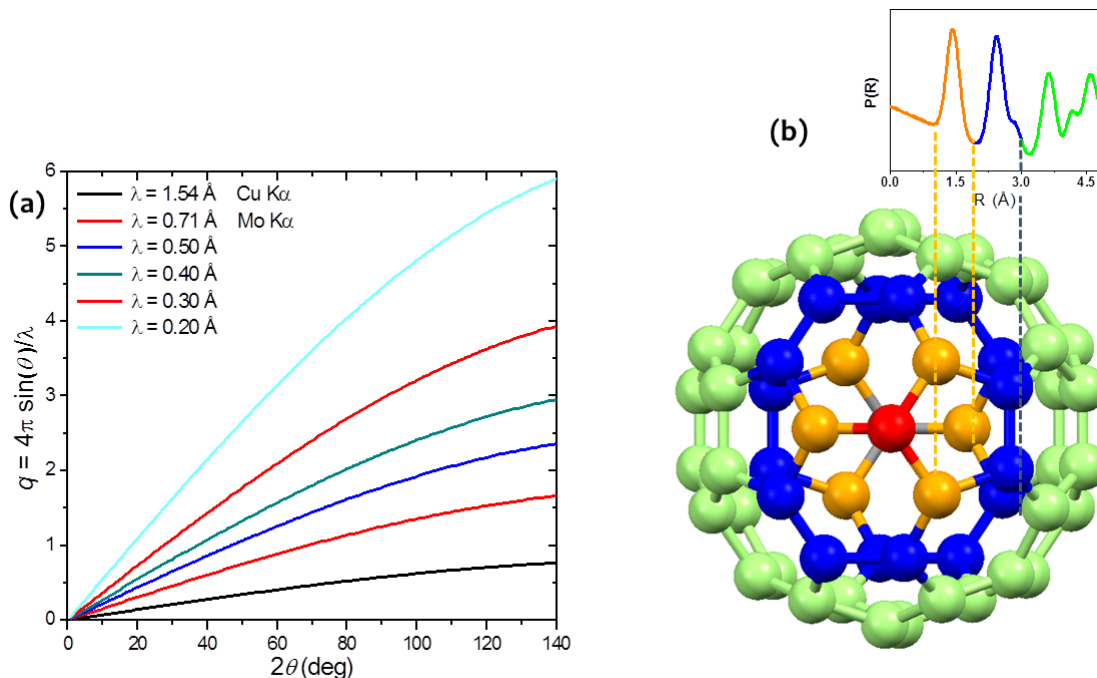 (a)
λ = 1.54 Å Cu Kα
λ = 0.71 Å Mo Kα
λ = 0.50 Å
λ = 0.40 Å
λ = 0.30 Å
λ = 0.20 Å
q = 4π sin(θ)/λ
6
5
4
3
2
1
0
0 20 40 60 80 100 120 140
2θ (deg)
(b)
P(R)
0.0 1.5 3.0 4.5
R (Å)